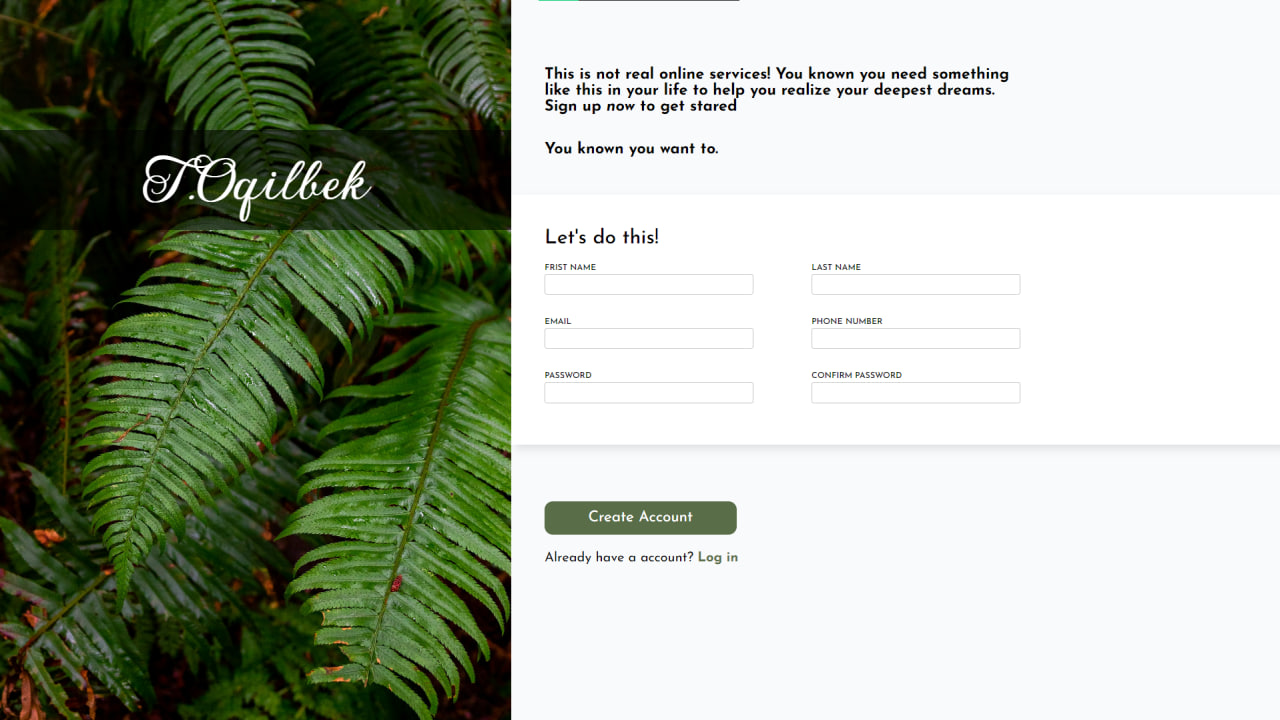 T.Oqilbek
This is not real online services! You known you need something
like this in your life to help you realize your deepest dreams.
Sign up now to get stared
You known you want to.
Let's do this!
FRIST NAME
LAST NAME
EMAIL
PHONE NUMBER
PASSWORD
CONFIRM PASSWORD
Create Account
Already have a account? Log in